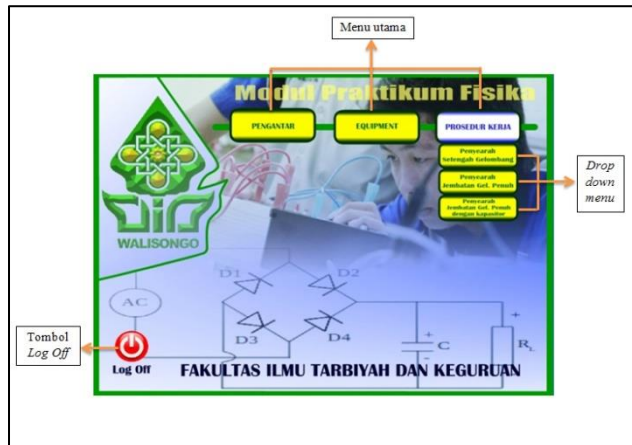 Menu utama
Modul Praktikum Fisika
PENGANTAR
EQUIPMENT
PROSEDUR KERJA
Penyearah
Setengah Gelombang
Penyearah
Jembatan Gel. Penuh
Penyearah
Jembatan Gel. Penuh
dengan kapasitor
Drop
down
menu
UIN
WALISONGO
D1
D2
AC
D3
D4
+
C
-
+
RL
Tombol
Log Off
Log Off
FAKULTAS ILMU TARBIYAH DAN KEGURUAN